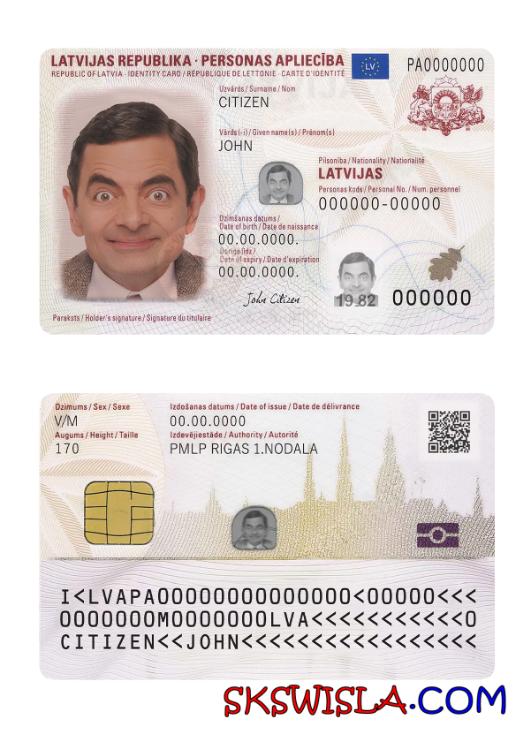 LATVIJAS REPUBLIKA · PERSONAS APLIECĪBA
REPUBLIC OF LATVIA · IDENTITY CARD / RÉPUBLIQUE DE LETTONIE · CARTE D'IDENTITÉ
LV
PA0000000
Uzvārds / Surname / Nom
CITIZEN
Vārds (-i) / Given name(s) / Prénom(s)
JOHN
Pilsonība / Nationality / Nationalité
LATVIJAS
Personas kods / Personal No. / Num. personnel
000000-00000
Dzimšanas datums /
Date of birth / Date de naissance
00.00.0000.
Derīga līdz /
Date of expiry / Date d'expiration
00.00.0000.
John Citizen
1982
000000
Paraksts / Holder's signature / Signature du titulaire
Dzimums / Sex / Sexe
V/M
Augums / Height / Taille
170
Izdošanas datums / Date of issue / Date de délivrance
00.00.0000
Izdevējiestāde / Authority / Autorité
PMLP RIGAS 1.NODALA
I<LVAPA0000000000000000<00000<<<
0000000M0000000LVA<<<<<<<<<<<0
CITIZEN<<JOHN<<<<<<<<<<<<<<<<<
SKSWISLA.COM